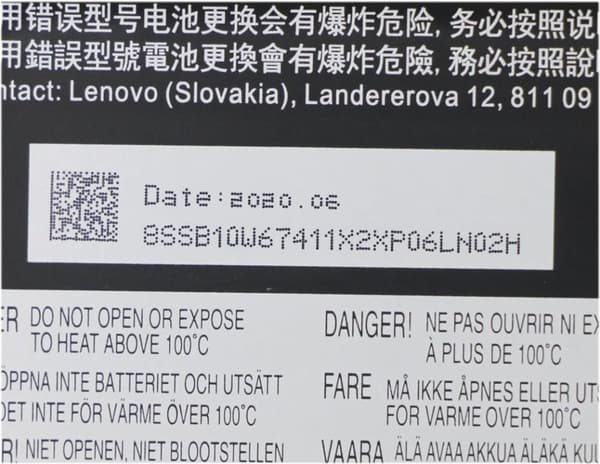 用错误型号电池更换会有爆炸危险,务必按照说
用錯誤型號電池更換會有爆炸危險,務必按照說
ntact: Lenovo (Slovakia), Landererova 12, 811 09
Date:2020.06
8SSB10W67411X2XP06LN02H
ER DO NOT OPEN OR EXPOSE
TO HEAT ABOVE 100°C
ÖPPNA INTE BATTERIET OCH UTSÄTT
DET INTE FÖR VÄRME ÖVER 100°C
R! NIET OPENEN, NIET BLOOTSTELLEN
DANGER! NE PAS OUVRIR NI EX
À PLUS DE 100°C
FARE MÅ IKKE ÅPNES ELLER UTS
FOR VARME OVER 100°C
VAARA ÄLÄ AVAA AKKUA ÄLÄKÄ KUL